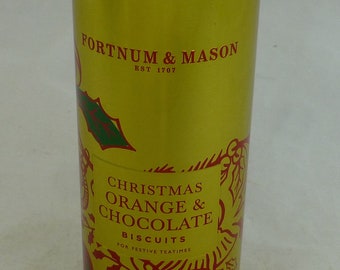 FORTNUM & MASON
EST 1707
CHRISTMAS
ORANGE &
CHOCOLATE
BISCUITS
FOR FESTIVE TEATIMES